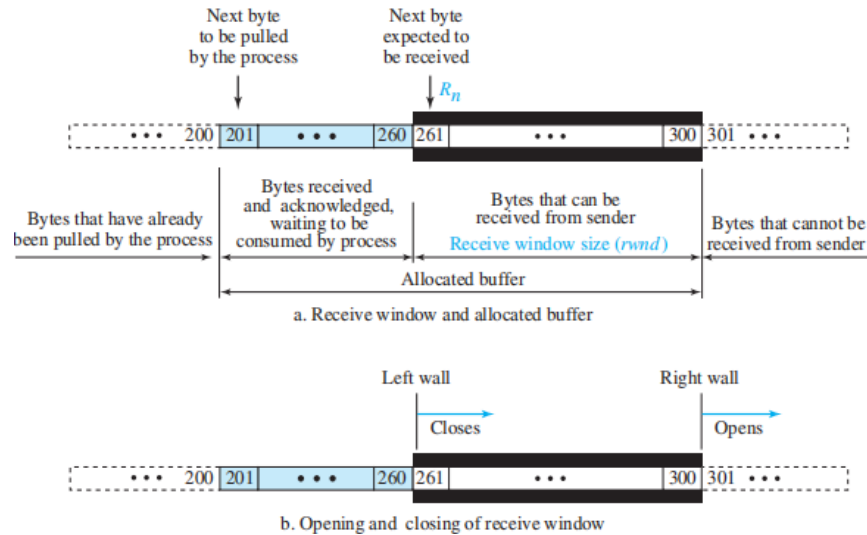 Next byte
to be pulled
by the process
Next byte
expected to
be received
Rn
••• 200 201 ••• 260 261 ••• 300 301 •••
Bytes that have already
been pulled by the process
Bytes received
and acknowledged,
waiting to be
consumed by process
Bytes that can be
received from sender
Receive window size (rwnd)
Bytes that cannot be
received from sender
Allocated buffer
a. Receive window and allocated buffer
Left wall
Right wall
Closes
Opens
••• 200 201 ••• 260 261 ••• 300 301 •••
b. Opening and closing of receive window